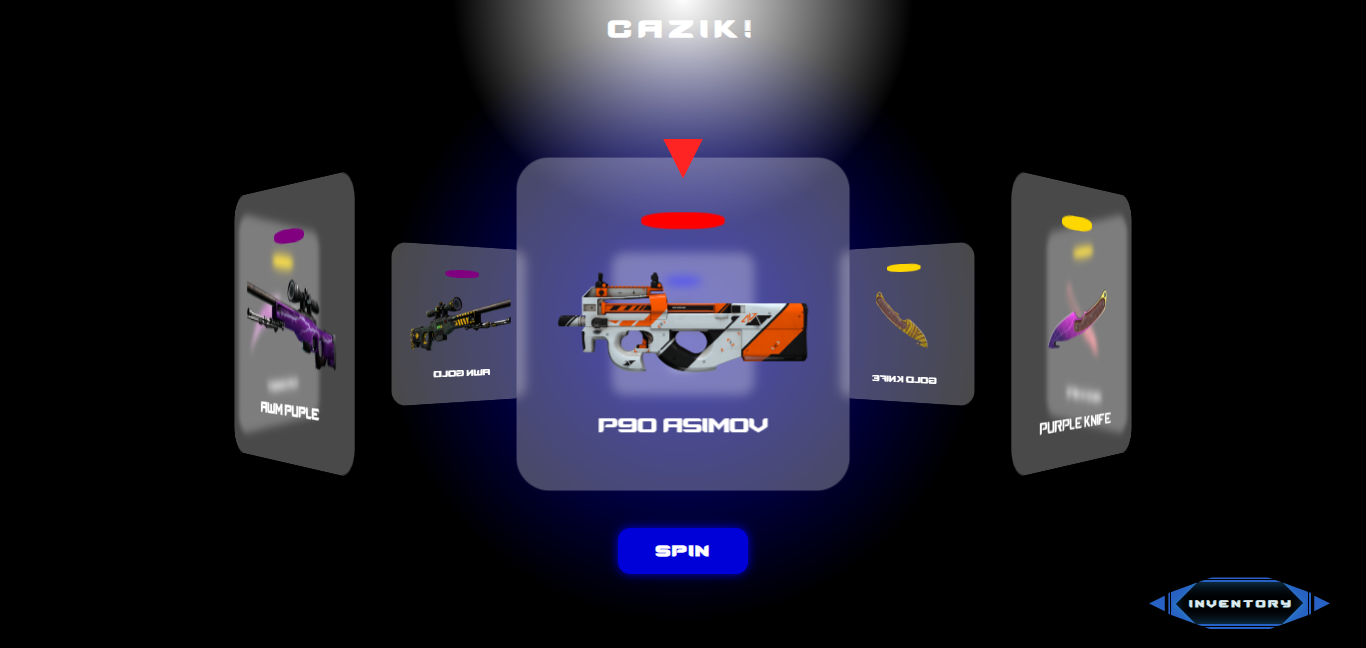 CAZIK!
AWM PUPLE
AWM GOLD
P90 ASIMOV
GOLD KNIFE
PURPLE KNIFE
SPIN
INVENTORY